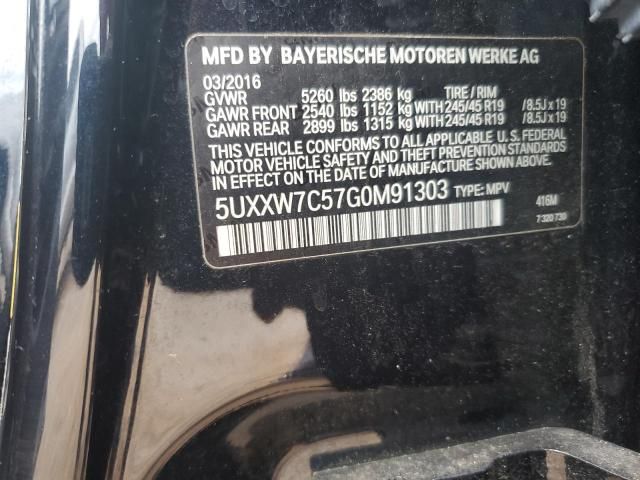 MFD BY BAYERISCHE MOTOREN WERKE AG
03/2016
GVWR 5260 lbs 2386 kg TIRE / RIM
GAWR FRONT 2540 lbs 1152 kg WITH 245/45 R19 /8.5J x 19
GAWR REAR 2899 lbs 1315 kg WITH 245/45 R19 /8.5J x 19
THIS VEHICLE CONFORMS TO ALL APPLICABLE U.S. FEDERAL
MOTOR VEHICLE SAFETY AND THEFT PREVENTION STANDARDS
IN EFFECT ON THE DATE OF MANUFACTURE SHOWN ABOVE.
5UXXW7C57G0M91303 TYPE: MPV 416M
7 320 730